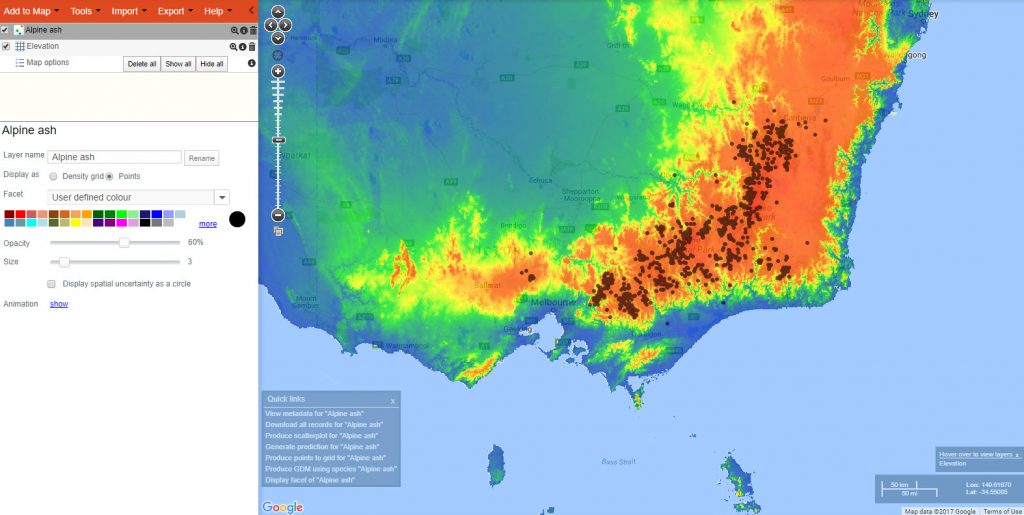 Add to Map Tools Import Export Help
Alpine ash
Elevation
Map options Delete all Show all Hide all
Alpine ash
Layer name Alpine ash Rename
Display as Density grid Points
Facet User defined colour
more
Opacity 60%
Size 3
Display spatial uncertainty as a circle
Animation show
Sydney
Goulburn
Canberra
Echuca
Shepparton
Mooroopna
Bendigo
Ballarat
Melbourne
Geelong
Mount
Gambier
Warrnambool
Bass Strait
Quick links x
View metadata for "Alpine ash"
Download all records for "Alpine ash"
Produce scatterplot for "Alpine ash"
Generate prediction for "Alpine ash"
Produce points to grid for "Alpine ash"
Produce GDM using species "Alpine ash"
Display facet of "Alpine ash"
Hover over to view layers x
Elevation
50 km
50 mi
Lon: 149.61670
Lat: -34.55085
Google
Map data ©2017 Google Terms of Use